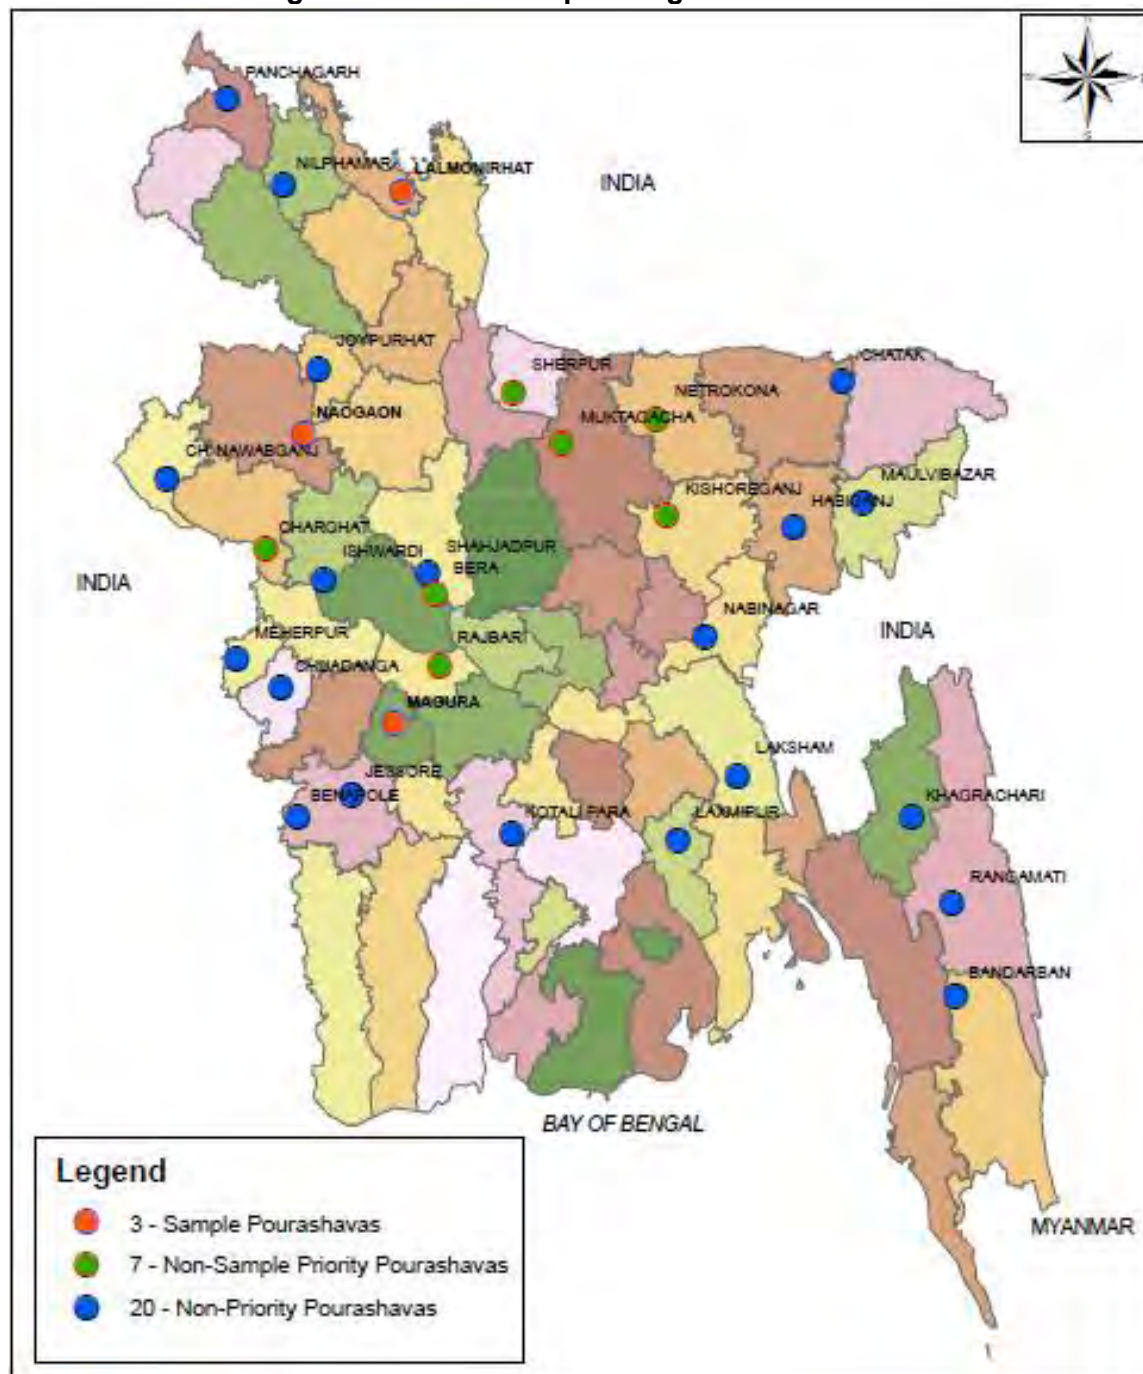 PANCHAGARH
NILPHAMARI
LALMONIRHAT
INDIA
JOYPURHAT
SHERPUR
CHATAK
NETROKONA
NAOGAON
MUKTAGACHA
CH.NAWABGANJ
MAULVIBAZAR
KISHOREGANJ
HABIGANJ
CHARGHAT
ISHWARDI
SHAHJADPUR
BERA
INDIA
NABINAGAR
MEHERPUR
RAJBARI
INDIA
CHUADANGA
MAGURA
LAKSHAM
JESSORE
BENAPOLE
KHAGRACHARI
KOTALI PARA
LAXMIPUR
RANGAMATI
BANDARBAN
BAY OF BENGAL
MYANMAR
Legend
3 - Sample Pourashavas
7 - Non-Sample Priority Pourashavas
20 - Non-Priority Pourashavas